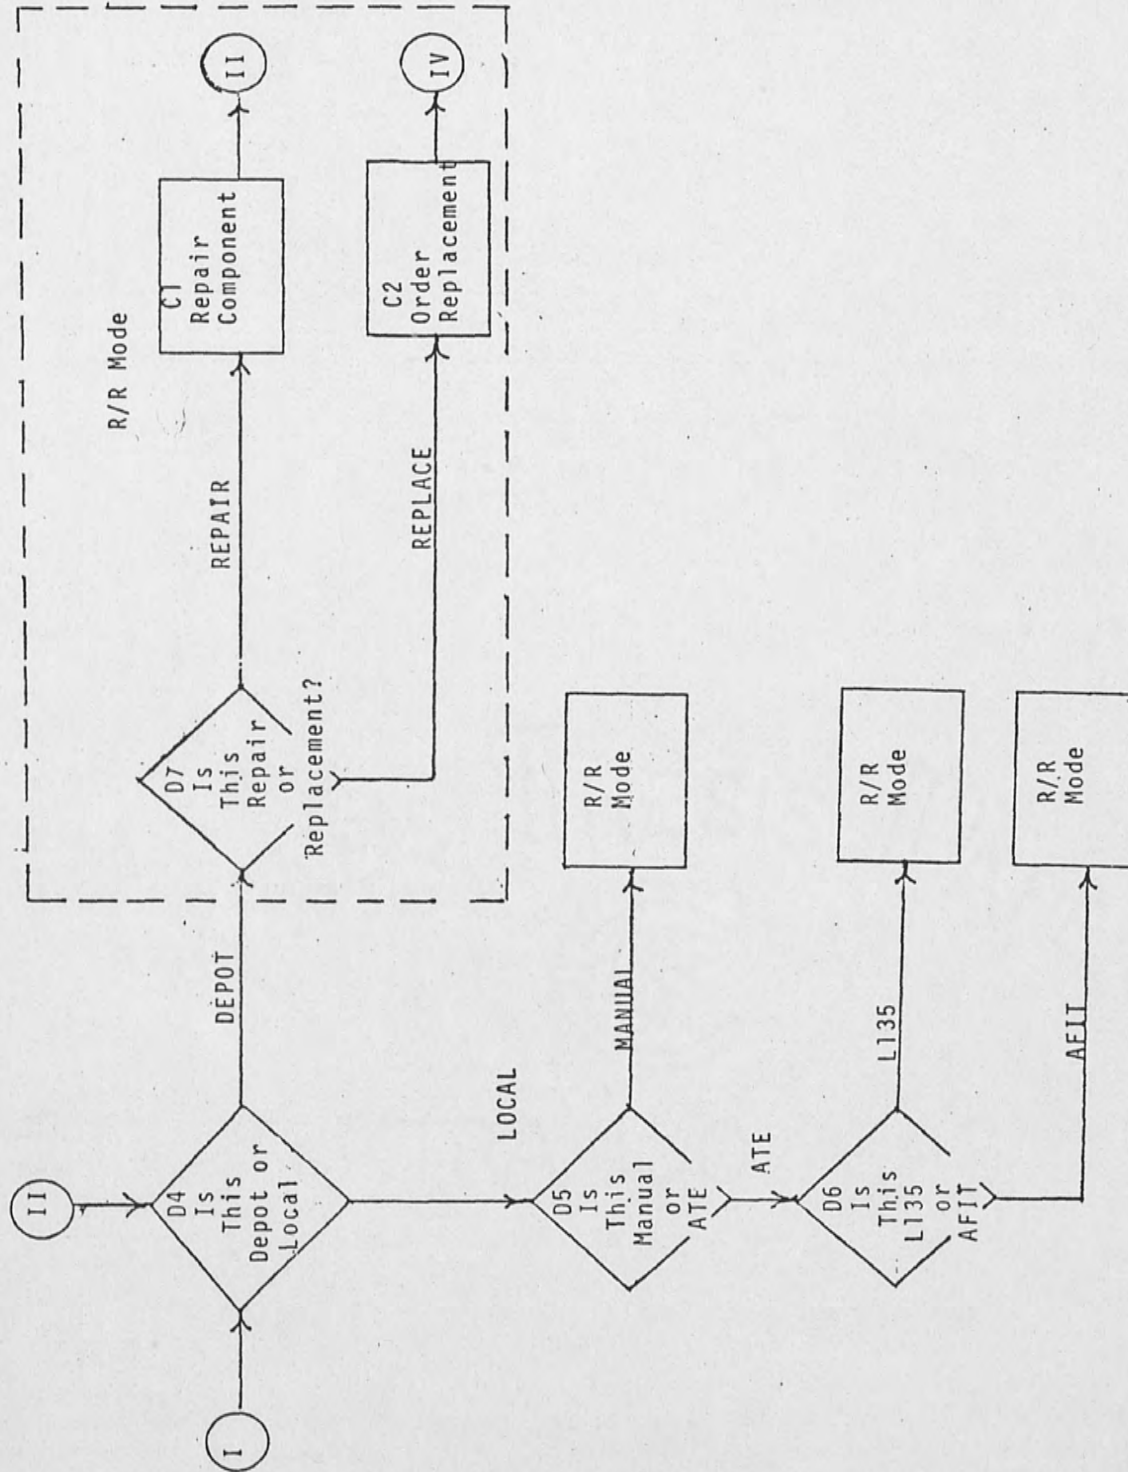 II
I
D4
Is
This
Depot or
Local
DEPOT
R/R Mode
D7
Is
This
Repair
or
Replacement?
REPAIR
C1
Repair
Component
II
REPLACE
C2
Order
Replacement
IV
LOCAL
D5
Is
This
Manual
or
ATE
MANUAL
R/R
Mode
ATE
D6
Is
This
L135
or
AFIT
L135
R/R
Mode
AFIT
R/R
Mode